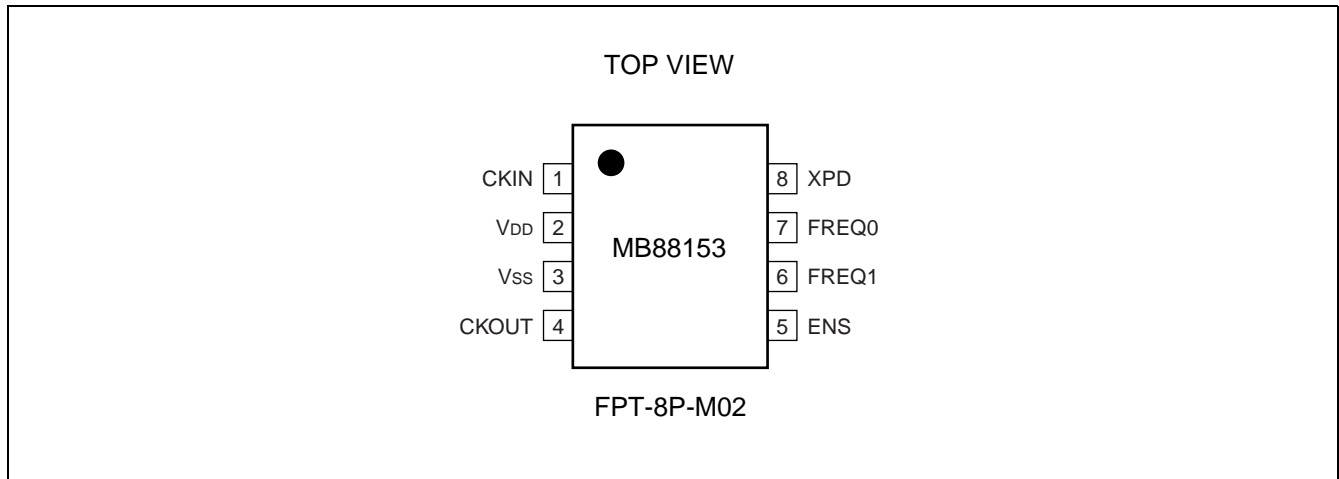 TOP VIEW
CKIN 1
VDD 2
VSS 3
CKOUT 4
MB88153
8 XPD
7 FREQ0
6 FREQ1
5 ENS
FPT-8P-M02